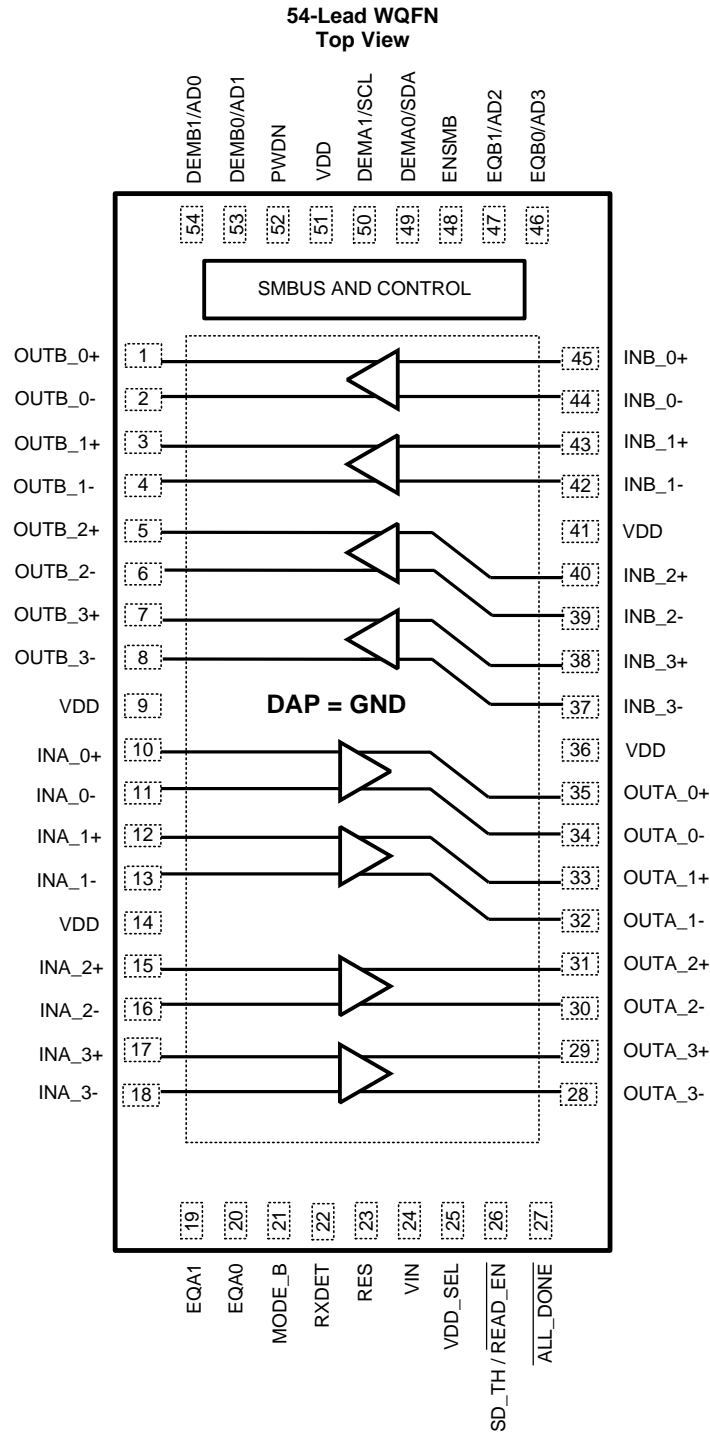 54-Lead WQFN
Top View
DEMB1/AD0
DEMB0/AD1
PWDN
VDD
DEMA1/SCL
DEMA0/SDA
ENSMB
EQB1/AD2
EQB0/AD3
54
53
52
51
50
49
48
47
46
SMBUS AND CONTROL
OUTB_0+ 1 45 INB_0+
OUTB_0- 2 44 INB_0-
OUTB_1+ 3 43 INB_1+
OUTB_1- 4 42 INB_1-
OUTB_2+ 5 41 VDD
OUTB_2- 6 40 INB_2+
OUTB_3+ 7 39 INB_2-
OUTB_3- 8 38 INB_3+
VDD 9 DAP = GND 37 INB_3-
INA_0+ 10 36 VDD
INA_0- 11 35 OUTA_0+
INA_1+ 12 34 OUTA_0-
INA_1- 13 33 OUTA_1+
VDD 14 32 OUTA_1-
INA_2+ 15 31 OUTA_2+
INA_2- 16 30 OUTA_2-
INA_3+ 17 29 OUTA_3+
INA_3- 18 28 OUTA_3-
19
20
21
22
23
24
25
26
27
EQA1
EQA0
MODE_B
RXDET
RES
VIN
VDD_SEL
SD_TH / READ_EN
ALL_DONE